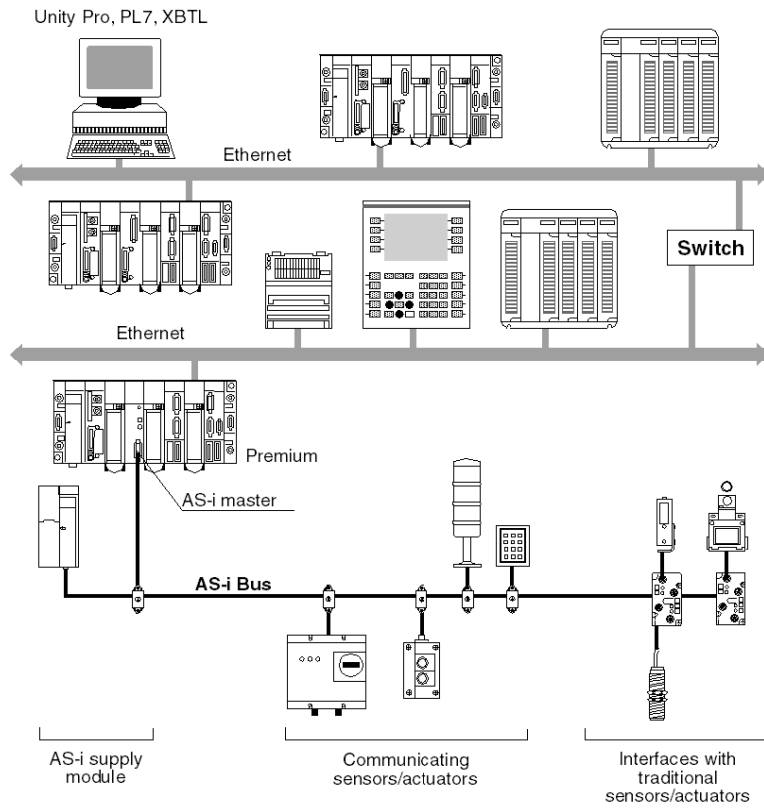 Unity Pro, PL7, XBTL
Ethernet
Switch
Ethernet
Premium
AS-i master
AS-i Bus
AS-i supply
module
Communicating
sensors/actuators
Interfaces with
traditional
sensors/actuators